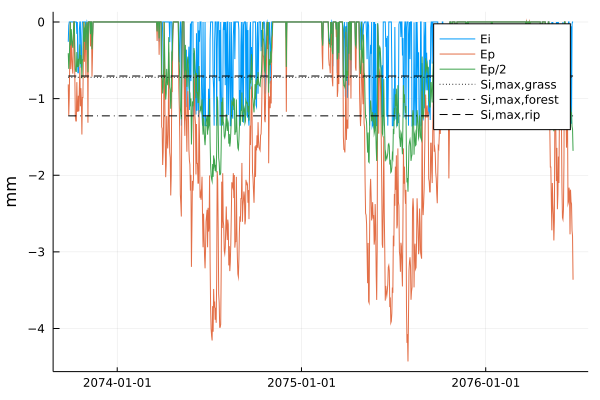 0
Ei
Ep
Ep/2
Si,max,grass
Si,max,forest
Si,max,rip
−1
−2
−3
−4
mm
2074-01-01
2075-01-01
2076-01-01